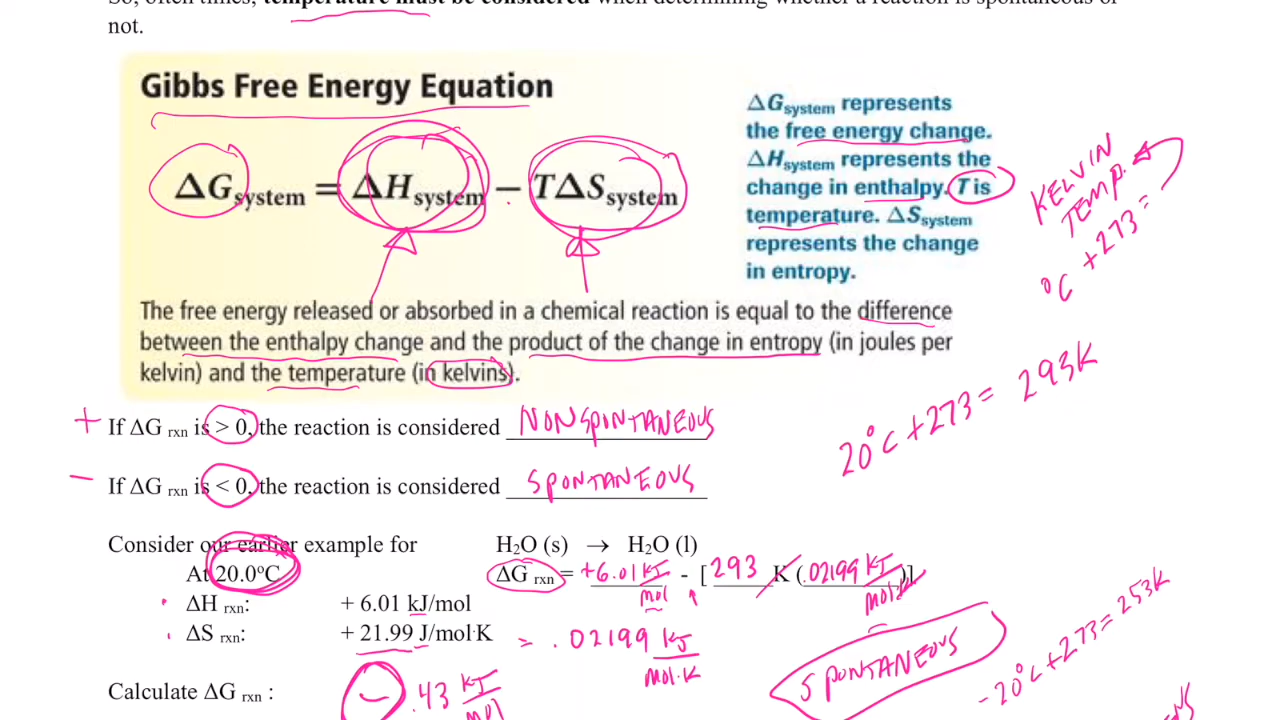 So, often times, temperature must be considered when determining whether a reaction is spontaneous or
not.
Gibbs Free Energy Equation
ΔGsystem = ΔHsystem − TΔSsystem
ΔGsystem represents
the free energy change.
ΔHsystem represents the
change in enthalpy. T is
temperature. ΔSsystem
represents the change
in entropy.
KELVIN
TEMP.
°C +273 =
The free energy released or absorbed in a chemical reaction is equal to the difference
between the enthalpy change and the product of the change in entropy (in joules per
kelvin) and the temperature (in kelvins).
20°C +273 = 293K
+ If ΔG rxn is > 0, the reaction is considered NONSPONTANEOUS
− If ΔG rxn is < 0, the reaction is considered SPONTANEOUS
Consider our earlier example for H₂O (s) → H₂O (l)
At 20.0°C ΔG rxn = +6.01 kJ/mol - [ 293 K (.02199 kJ/mol·K)]
ΔH rxn: + 6.01 kJ/mol
ΔS rxn: + 21.99 J/mol·K = .02199 kJ/mol·K
SPONTANEOUS
-20°C +273 = 253K
Calculate ΔG rxn : − .43 kJ/mol